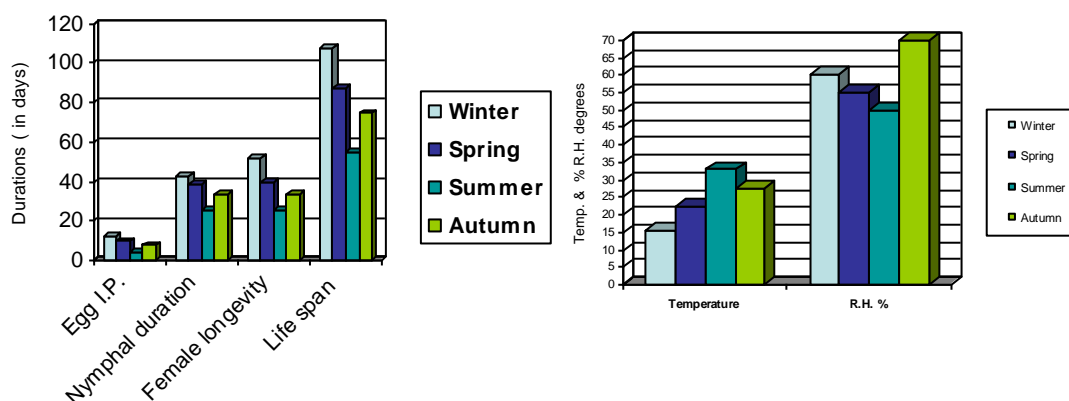 Durations ( in days)
120
100
80
60
40
20
0
Egg I.P.
Nymphal duration
Female longevity
Life span
Winter
Spring
Summer
Autumn
Temp. & % R.H. degrees
70
65
60
55
50
45
40
35
30
25
20
15
10
5
0
Temperature
R.H. %
Winter
Spring
Summer
Autumn